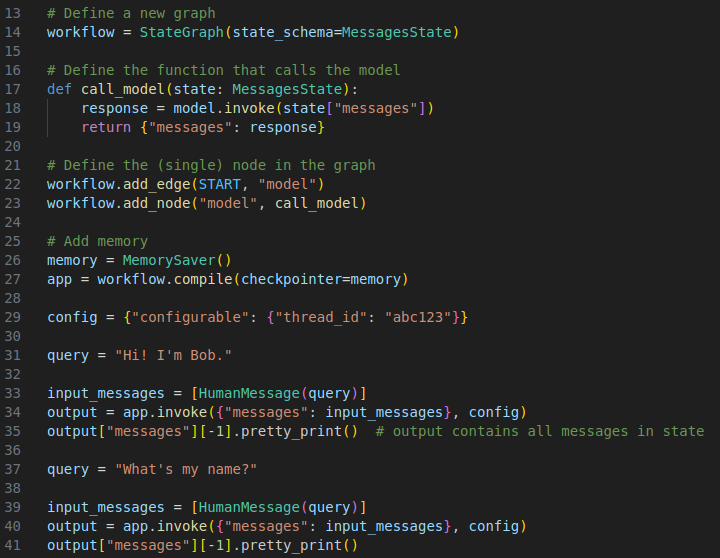 13 # Define a new graph
14 workflow = StateGraph(state_schema=MessagesState)
15
16 # Define the function that calls the model
17 def call_model(state: MessagesState):
18     response = model.invoke(state["messages"])
19     return {"messages": response}
20
21 # Define the (single) node in the graph
22 workflow.add_edge(START, "model")
23 workflow.add_node("model", call_model)
24
25 # Add memory
26 memory = MemorySaver()
27 app = workflow.compile(checkpointer=memory)
28
29 config = {"configurable": {"thread_id": "abc123"}}
30
31 query = "Hi! I'm Bob."
32
33 input_messages = [HumanMessage(query)]
34 output = app.invoke({"messages": input_messages}, config)
35 output["messages"][-1].pretty_print()  # output contains all messages in state
36
37 query = "What's my name?"
38
39 input_messages = [HumanMessage(query)]
40 output = app.invoke({"messages": input_messages}, config)
41 output["messages"][-1].pretty_print()